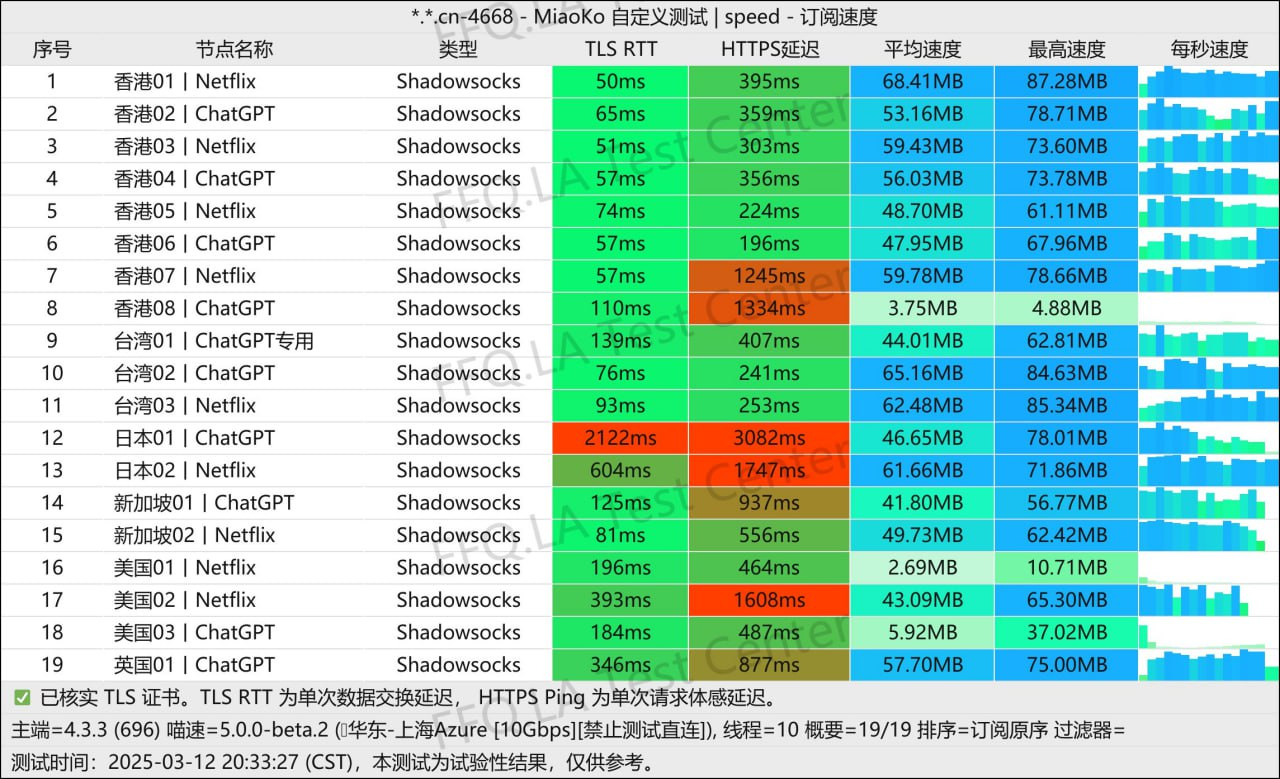 *.*.cn-4668 - MiaoKo 自定义测试 | speed - 订阅速度
序号 节点名称 类型 TLS RTT HTTPS延迟 平均速度 最高速度 每秒速度
1 香港01 | Netflix Shadowsocks 50ms 395ms 68.41MB 87.28MB
2 香港02 | ChatGPT Shadowsocks 65ms 359ms 53.16MB 78.71MB
3 香港03 | Netflix Shadowsocks 51ms 303ms 59.43MB 73.60MB
4 香港04 | ChatGPT Shadowsocks 57ms 356ms 56.03MB 73.78MB
5 香港05 | Netflix Shadowsocks 74ms 224ms 48.70MB 61.11MB
6 香港06 | ChatGPT Shadowsocks 57ms 196ms 47.95MB 67.96MB
7 香港07 | Netflix Shadowsocks 57ms 1245ms 59.78MB 78.66MB
8 香港08 | ChatGPT Shadowsocks 110ms 1334ms 3.75MB 4.88MB
9 台湾01 | ChatGPT专用 Shadowsocks 139ms 407ms 44.01MB 62.81MB
10 台湾02 | ChatGPT Shadowsocks 76ms 241ms 65.16MB 84.63MB
11 台湾03 | Netflix Shadowsocks 93ms 253ms 62.48MB 85.34MB
12 日本01 | ChatGPT Shadowsocks 2122ms 3082ms 46.65MB 78.01MB
13 日本02 | Netflix Shadowsocks 604ms 1747ms 61.66MB 71.86MB
14 新加坡01 | ChatGPT Shadowsocks 125ms 937ms 41.80MB 56.77MB
15 新加坡02 | Netflix Shadowsocks 81ms 556ms 49.73MB 62.42MB
16 美国01 | Netflix Shadowsocks 196ms 464ms 2.69MB 10.71MB
17 美国02 | Netflix Shadowsocks 393ms 1608ms 43.09MB 65.30MB
18 美国03 | ChatGPT Shadowsocks 184ms 487ms 5.92MB 37.02MB
19 英国01 | ChatGPT Shadowsocks 346ms 877ms 57.70MB 75.00MB
✅ 已核实 TLS 证书。TLS RTT 为单次数据交换延迟， HTTPS Ping 为单次请求体感延迟。
主端=4.3.3 (696) 喵速=5.0.0-beta.2 (▯华东-上海Azure [10Gbps][禁止测试直连]), 线程=10 概要=19/19 排序=订阅原序 过滤器=
测试时间：2025-03-12 20:33:27 (CST)，本测试为试验性结果，仅供参考。
FFQ.LA Test Center
FFQ.LA Test Center
FFQ.LA Test Center
FFQ.LA Test Center
FFQ.LA Test Center